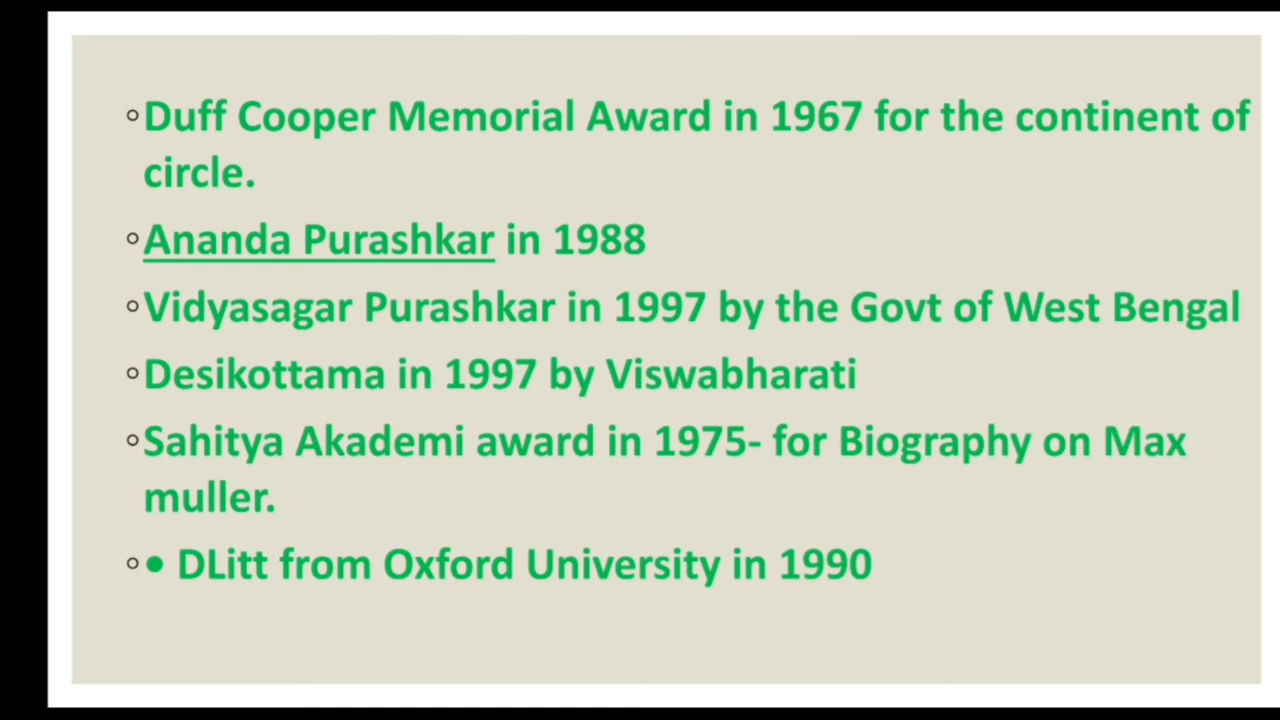 ◦Duff Cooper Memorial Award in 1967 for the continent of
circle.
◦Ananda Purashkar in 1988
◦Vidyasagar Purashkar in 1997 by the Govt of West Bengal
◦Desikottama in 1997 by Viswabharati
◦Sahitya Akademi award in 1975- for Biography on Max
muller.
◦• DLitt from Oxford University in 1990